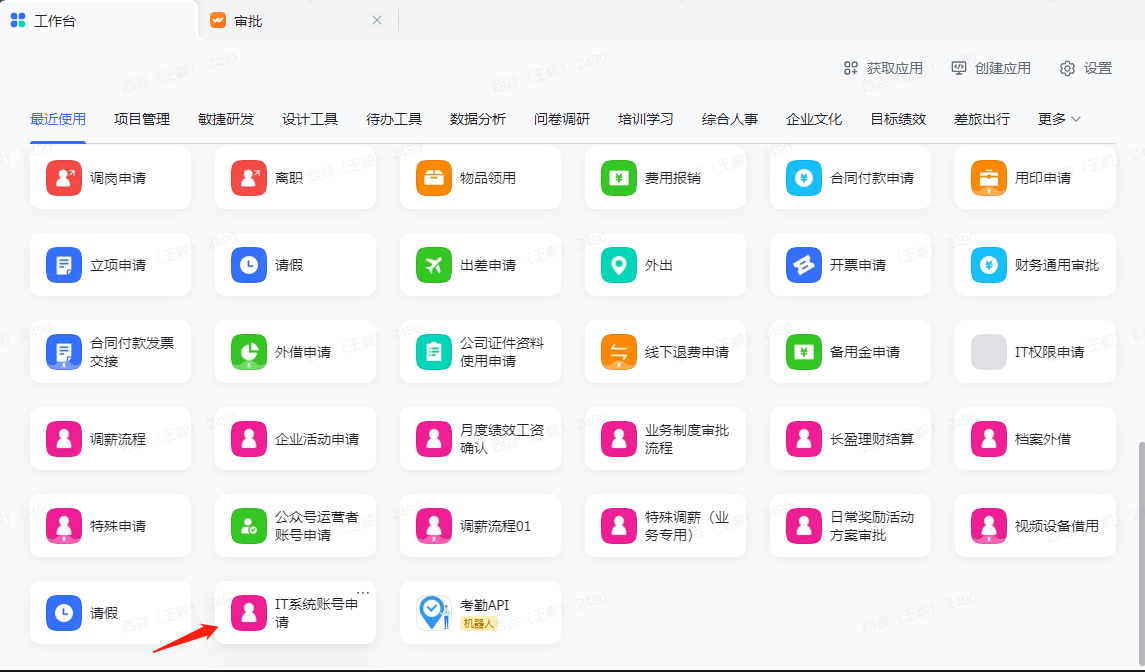 工作台
审批
获取应用
创建应用
设置
最近使用
项目管理
敏捷研发
设计工具
待办工具
数据分析
问卷调研
培训学习
综合人事
企业文化
目标绩效
差旅出行
更多
调岗申请
离职
物品领用
费用报销
合同付款申请
用印申请
立项申请
请假
出差申请
外出
开票申请
财务通用审批
合同付款发票
交接
外借申请
公司证件资料
使用申请
线下退费申请
备用金申请
IT权限申请
调薪流程
企业活动申请
月度绩效工资
确认
业务制度审批
流程
长盈理财结算
档案外借
特殊申请
公众号运营者
账号申请
调薪流程01
特殊调薪（业
务专用）
日常奖励活动
方案审批
视频设备借用
请假
IT系统账号申
请
考勤API
机器人
西谷（王毅） 2490